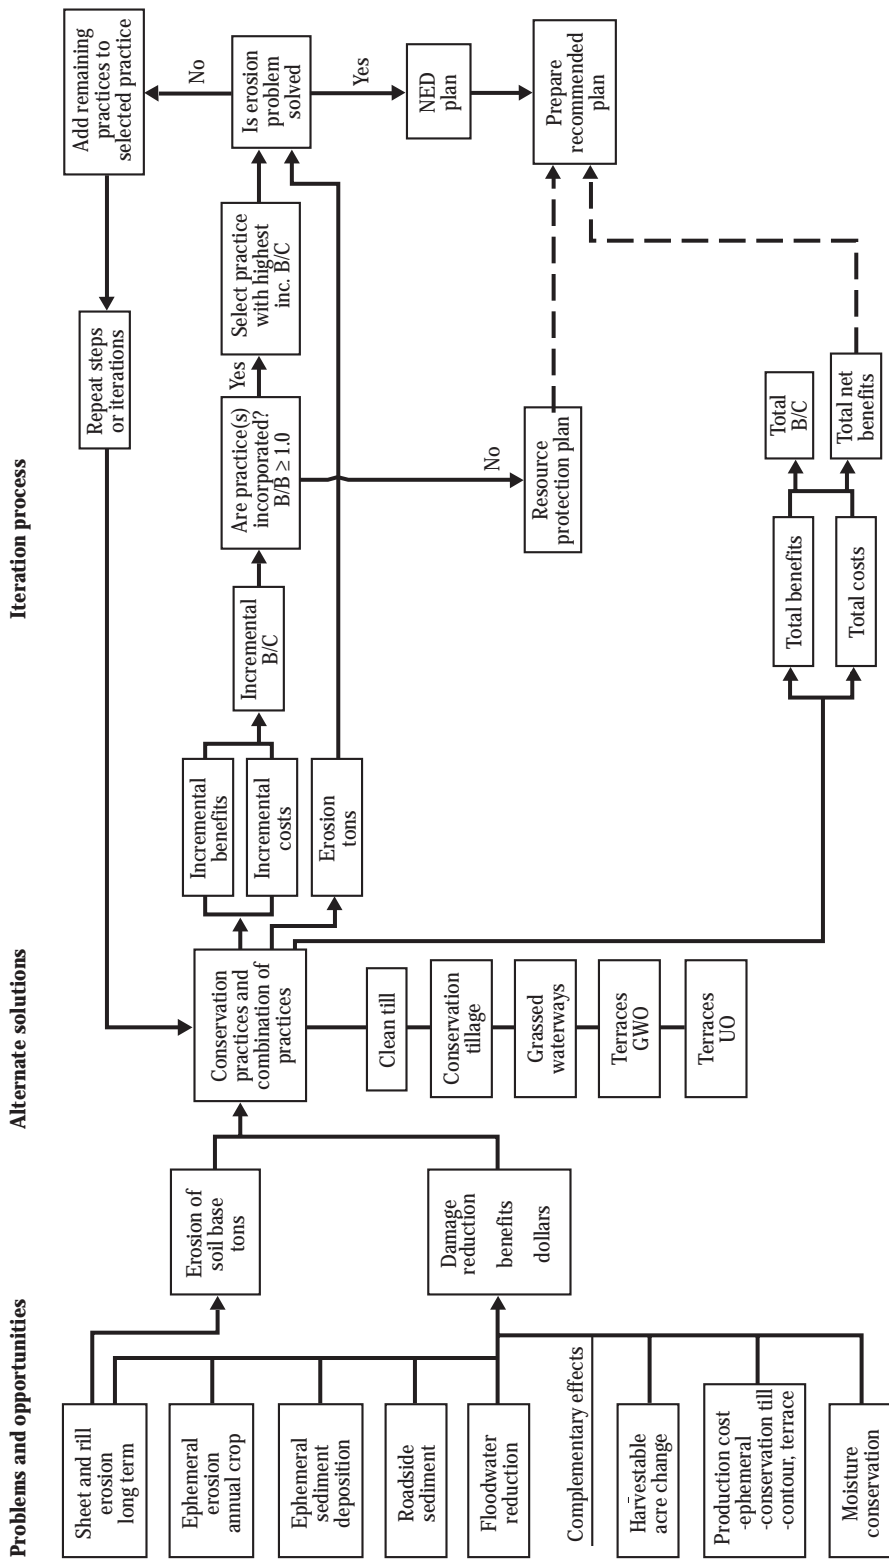 Problems and opportunities
Alternate solutions
Iteration process
Sheet and rill
erosion
long term
Ephemeral
erosion
annual crop
Ephemeral
sediment
deposition
Roadside
sediment
Floodwater
reduction
Complementary effects
Harvestable
acre change
Production cost
-ephemeral
-conservation till
-contour, terrace
Moisture
conservation
Erosion of
soil base
tons
Damage
reduction
benefits
dollars
Conservation
practices and
combination of
practices
Clean till
Conservation
tillage
Grassed
waterways
Terraces
GWO
Terraces
UO
Incremental
benefits
Incremental
costs
Erosion
tons
Incremental
B/C
Are practice(s)
incorporated?
B/B ≥ 1.0
Yes
No
Select practice
with highest
inc. B/C
Is erosion
problem
solved
No
Yes
Add remaining
practices to
selected practice
Repeat steps
or iterations
NED
plan
Prepare
recommended
plan
Resource
protection plan
Total benefits
Total costs
Total
B/C
Total net
benefits